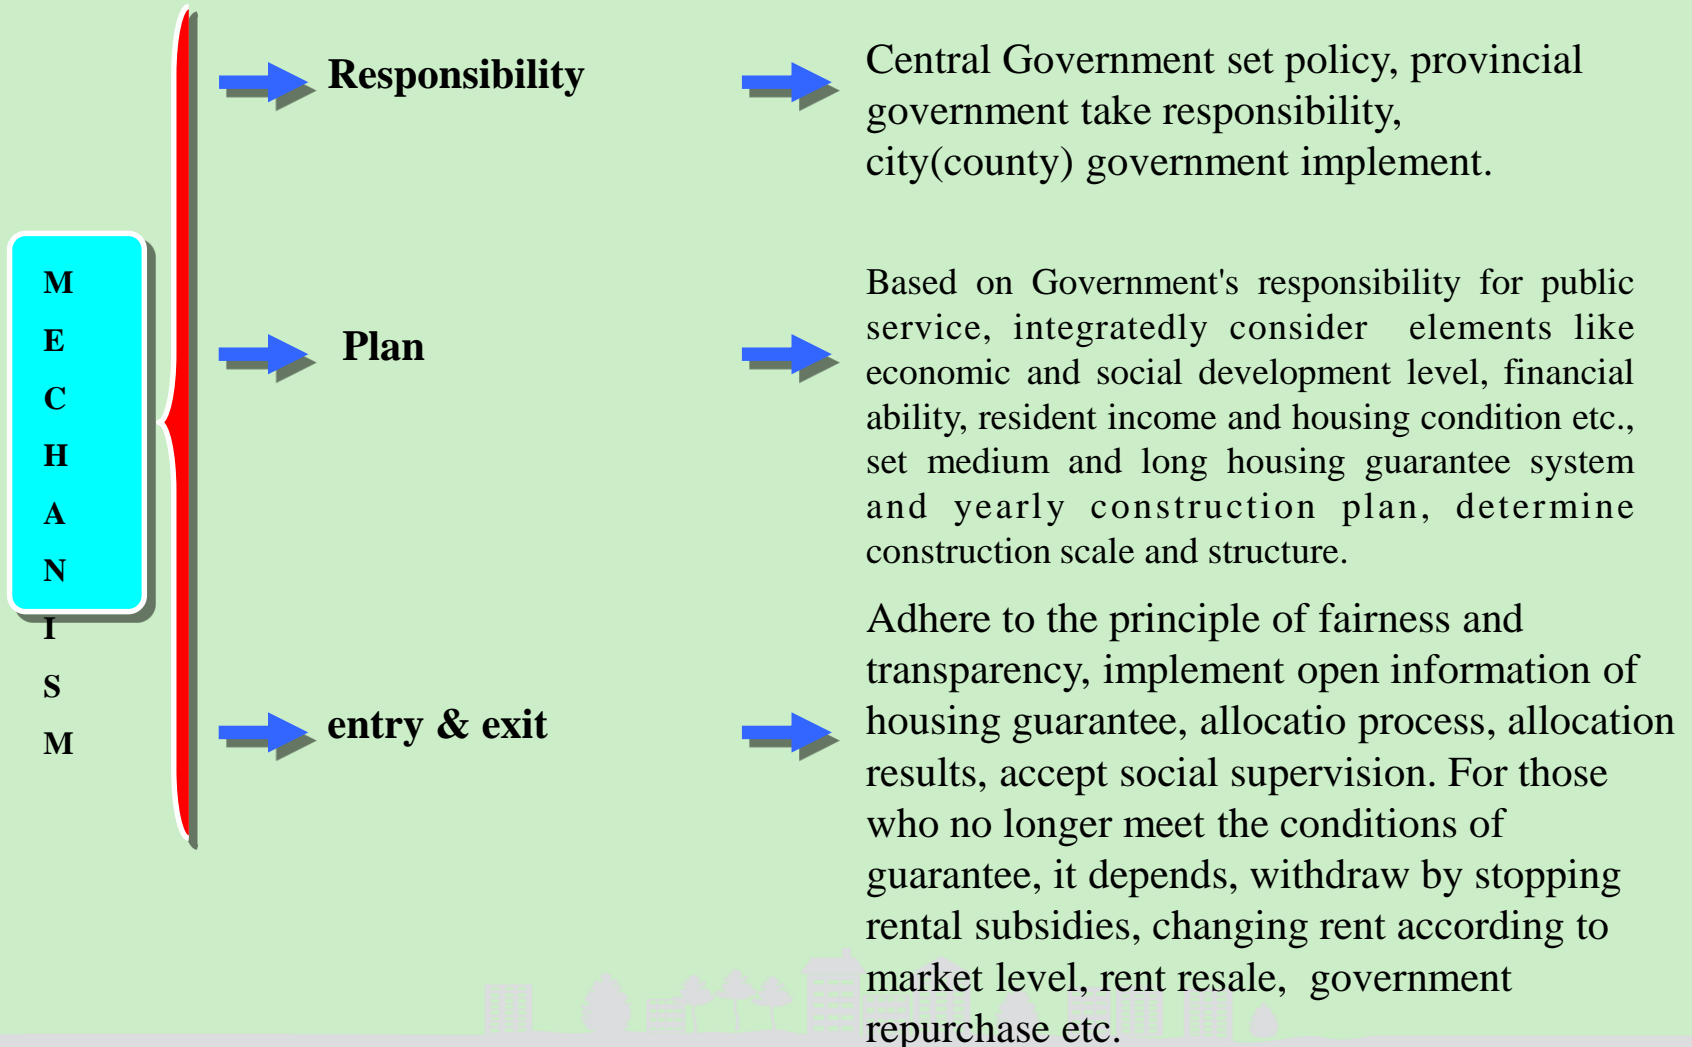 M
E
C
H
A
N
I
S
M
Responsibility
Central Government set policy, provincial
government take responsibility,
city(county) government implement.
Plan
Based on Government's responsibility for public
service, integratedly consider elements like
economic and social development level, financial
ability, resident income and housing condition etc.,
set medium and long housing guarantee system
and yearly construction plan, determine
construction scale and structure.
entry & exit
Adhere to the principle of fairness and
transparency, implement open information of
housing guarantee, allocatio process, allocation
results, accept social supervision. For those
who no longer meet the conditions of
guarantee, it depends, withdraw by stopping
rental subsidies, changing rent according to
market level, rent resale, government
repurchase etc.